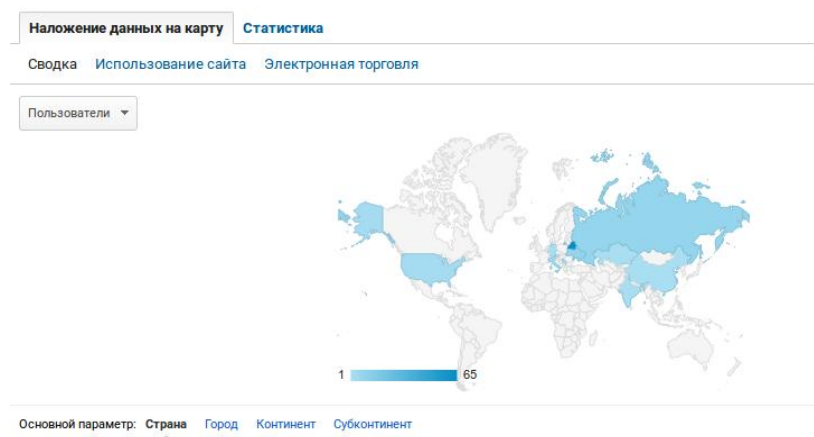 Наложение данных на карту Статистика
Сводка Использование сайта Электронная торговля
Пользователи
1 65
Основной параметр: Страна Город Континент Субконтинент